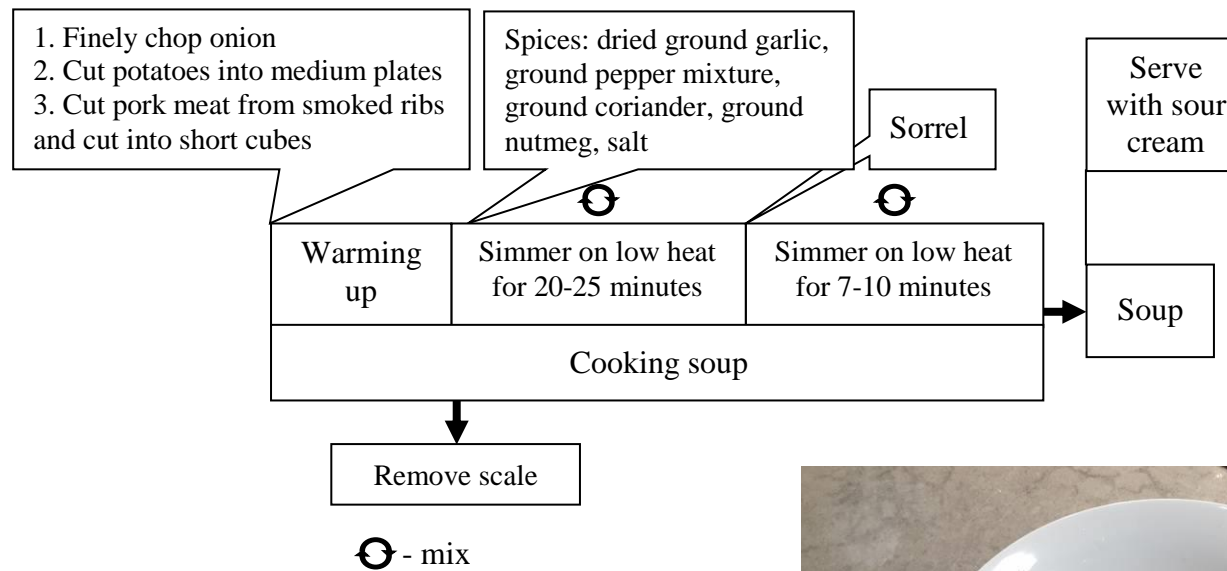 1. Finely chop onion
2. Cut potatoes into medium plates
3. Cut pork meat from smoked ribs
and cut into short cubes
Spices: dried ground garlic,
ground pepper mixture,
ground coriander, ground
nutmeg, salt
Sorrel
Serve
with sour
cream
Warming
up
Simmer on low heat
for 20-25 minutes
Simmer on low heat
for 7-10 minutes
Soup
Cooking soup
Remove scale
- mix